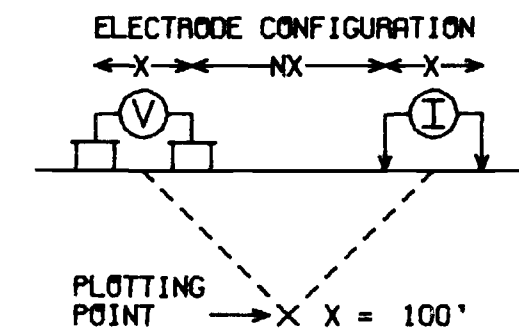 ELECTRODE CONFIGURATION
X NX X
V I
PLOTTING
POINT X X = 100'